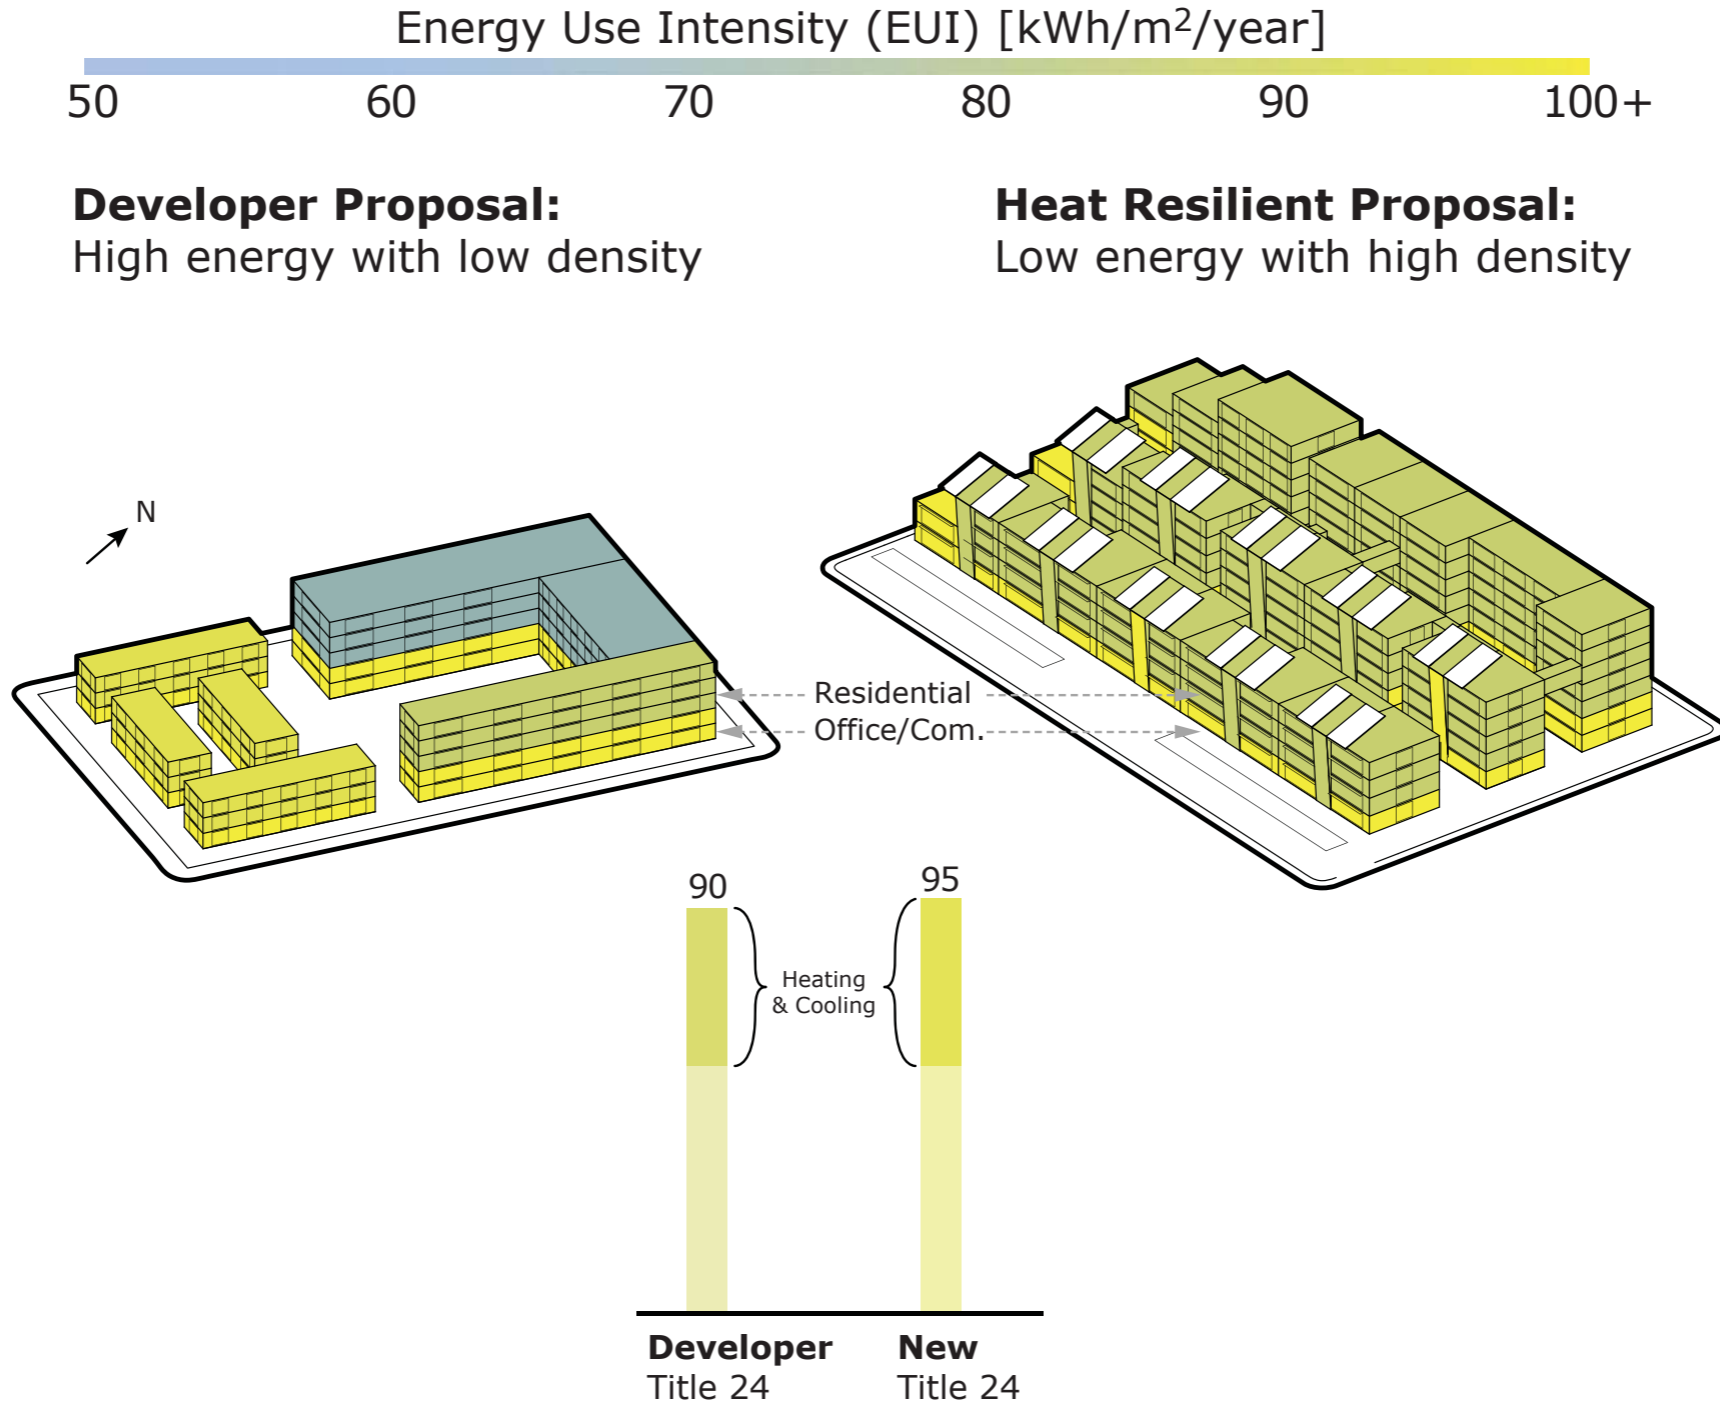 Energy Use Intensity (EUI) [kWh/m²/year]
50 60 70 80 90 100+
Developer Proposal:
High energy with low density
Heat Resilient Proposal:
Low energy with high density
N
Residential
Office/Com.
90
95
Heating
& Cooling
Developer
Title 24
New
Title 24